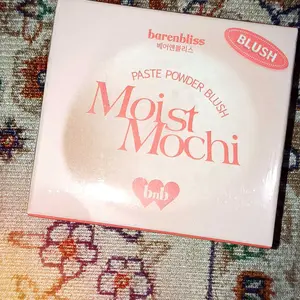 barenbliss
베어앤블리스
BLUSH
PASTE POWDER BLUSH
Moist
Mochi
bnb